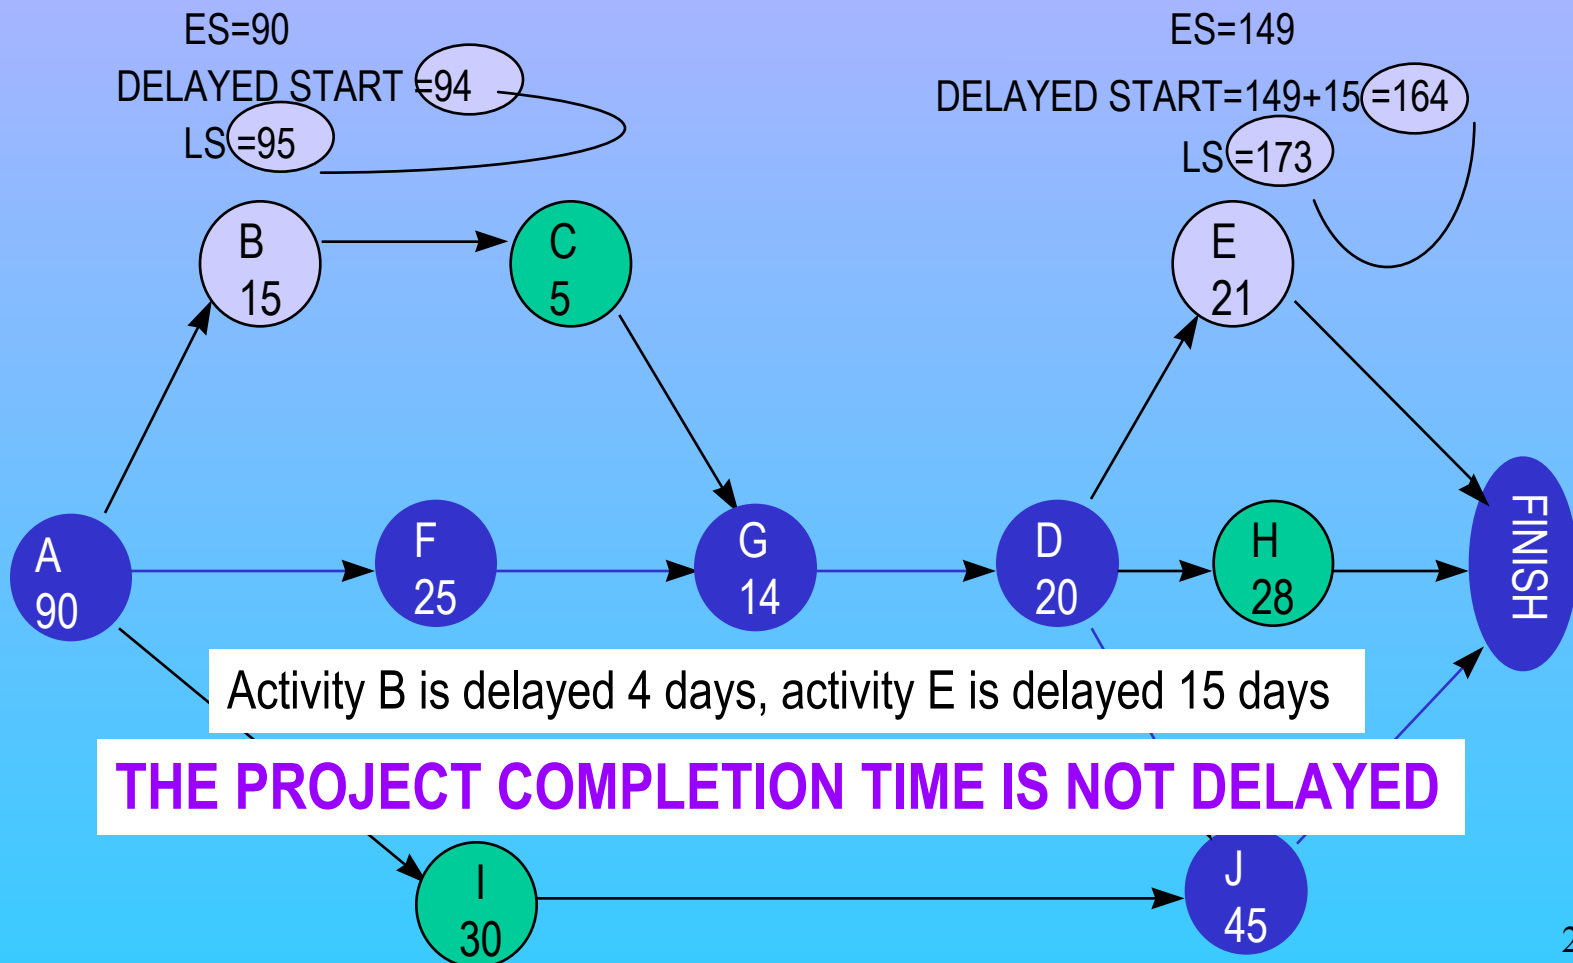 ES=90
DELAYED START =94
LS =95
ES=149
DELAYED START=149+15 =164
LS =173
B
15
C
5
E
21
A
90
F
25
G
14
D
20
H
28
FINISH
Activity B is delayed 4 days, activity E is delayed 15 days
THE PROJECT COMPLETION TIME IS NOT DELAYED
I
30
J
45
2